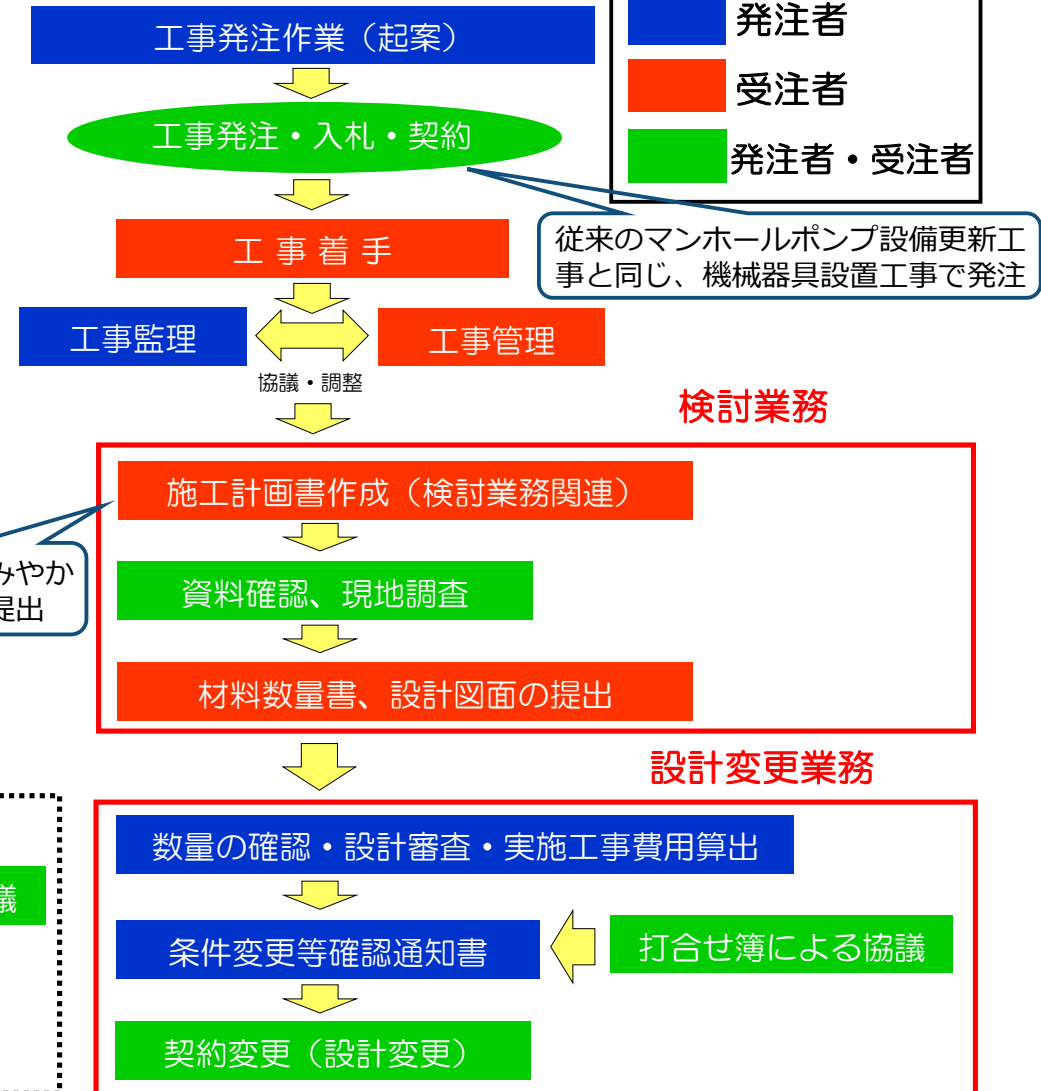 工事発注作業（起案）
発注者
受注者
発注者・受注者
工事発注・入札・契約
従来のマンホールポンプ設備更新工
事と同じ、機械器具設置工事で発注
工 事 着 手
工事監理
工事管理
協議・調整
検討業務
施工計画書作成（検討業務関連）
みやか
提出
資料確認、現地調査
材料数量書、設計図面の提出
設計変更業務
数量の確認・設計審査・実施工事費用算出
議
条件変更等確認通知書
打合せ簿による協議
契約変更（設計変更）